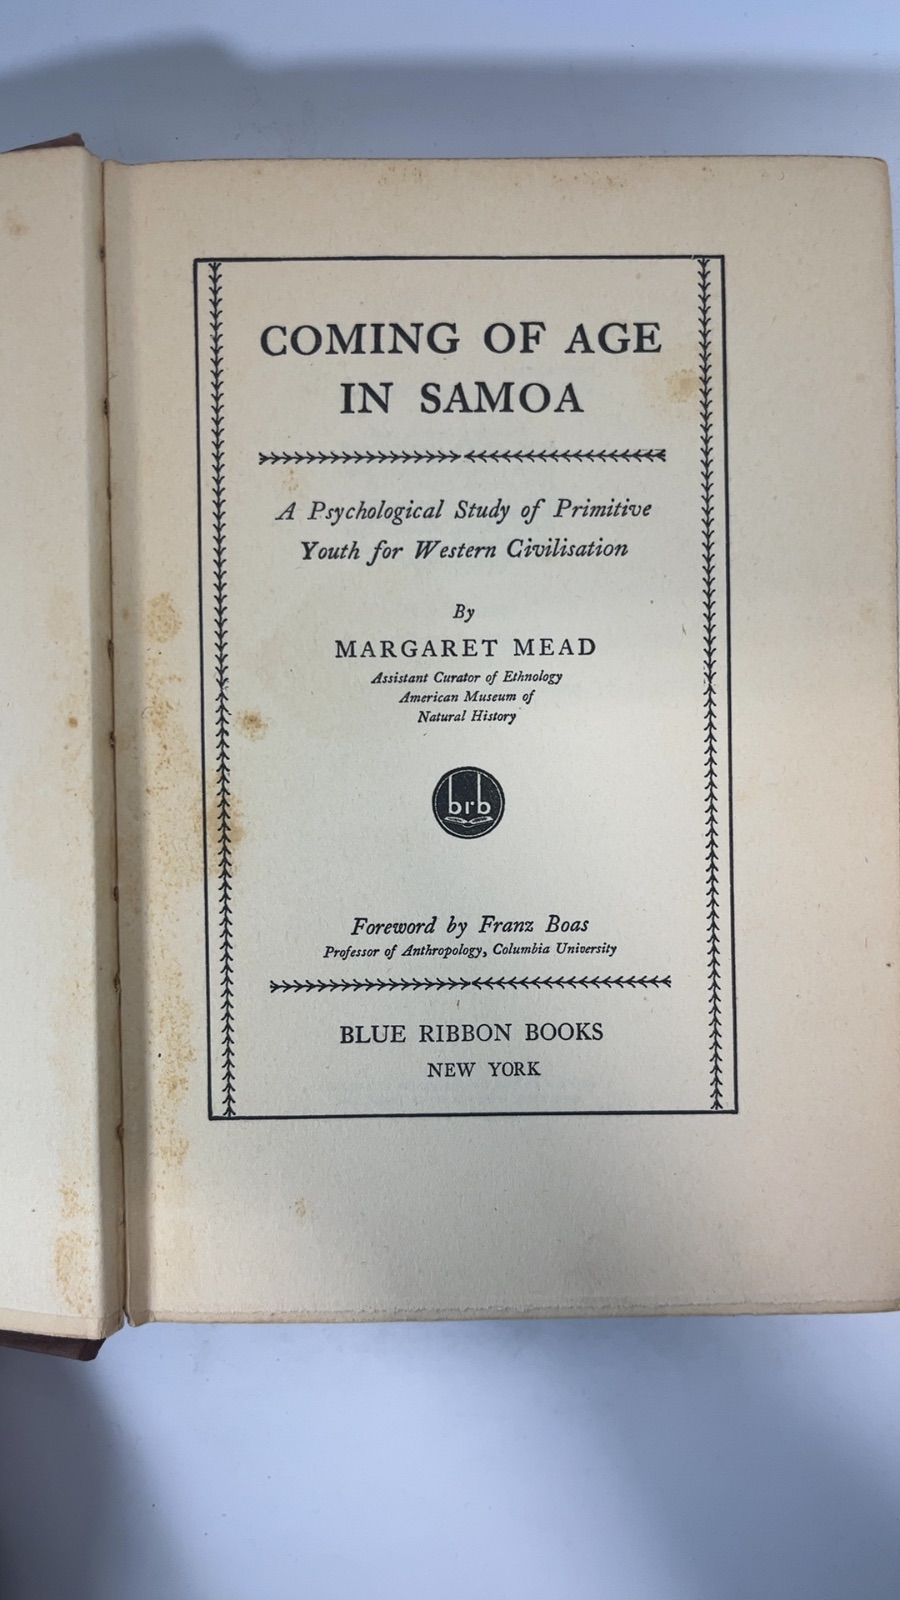 COMING OF AGE
IN SAMOA
A Psychological Study of Primitive
Youth for Western Civilisation
By
MARGARET MEAD
Assistant Curator of Ethnology
American Museum of
Natural History
brb
Foreword by Franz Boas
Professor of Anthropology, Columbia University
BLUE RIBBON BOOKS
NEW YORK